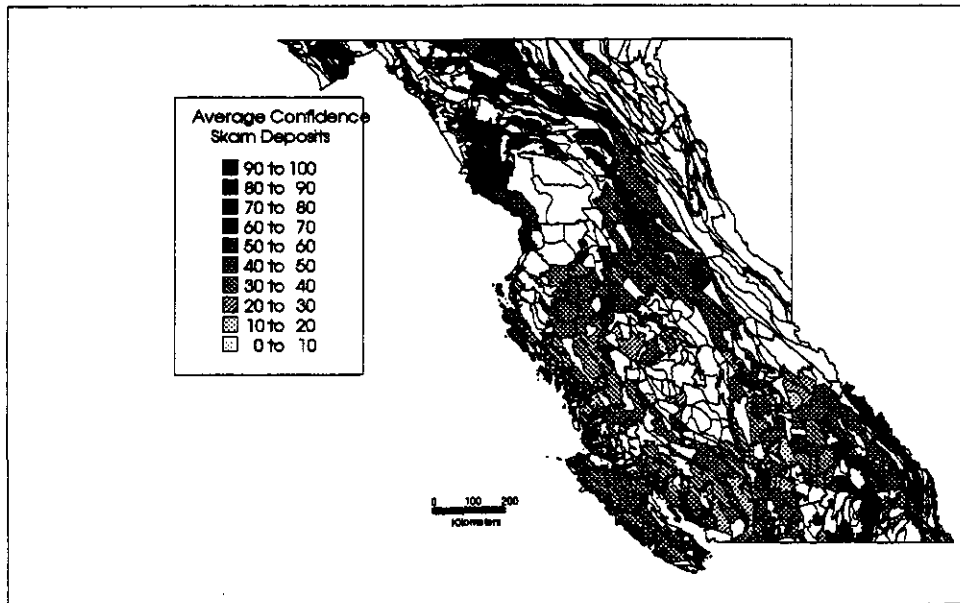 Average Confidence
Skarn Deposits
90 to 100
80 to 90
70 to 80
60 to 70
50 to 60
40 to 50
30 to 40
20 to 30
10 to 20
0 to 10
0 100 200
Kilometers